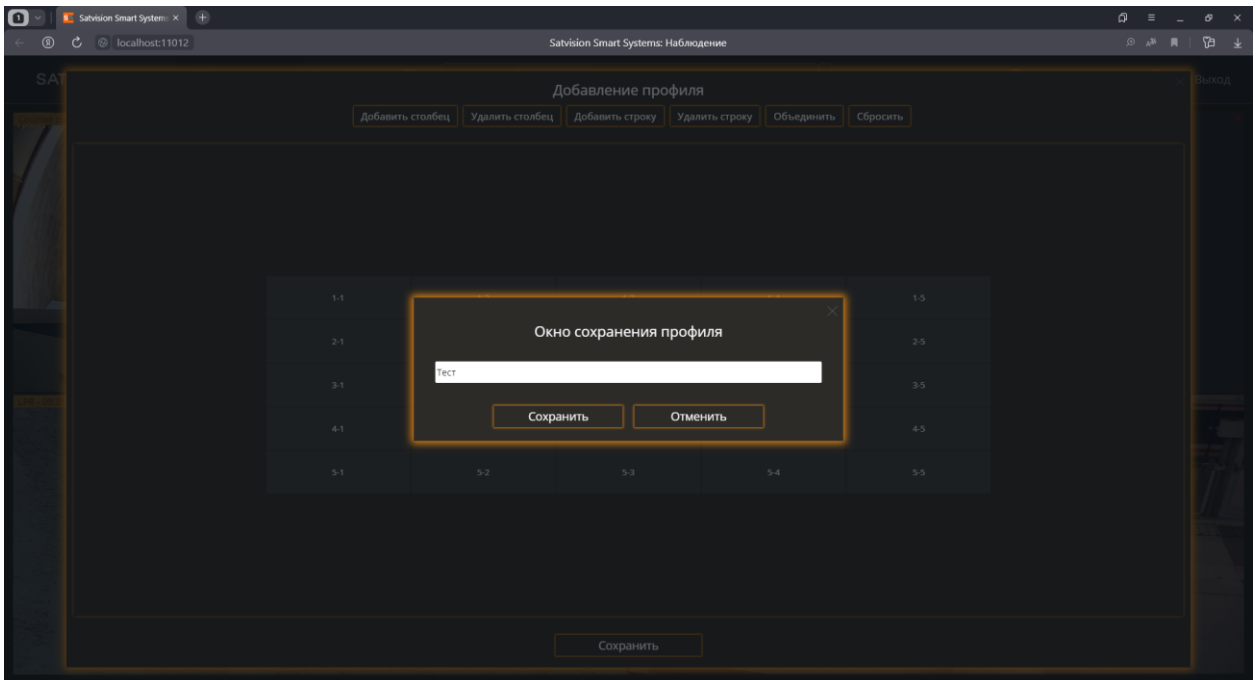 1
Satvision Smart System
localhost:11012
Satvision Smart Systems: Наблюдение
SAT
Выход
Добавление профиля
Добавить столбец
Удалить столбец
Добавить строку
Удалить строку
Объединить
Сбросить
1-1
1-5
Окно сохранения профиля
2-1
2-5
Тест
3-1
3-5
Сохранить
Отменить
4-1
4-5
5-1
5-2
5-3
5-4
5-5
Сохранить